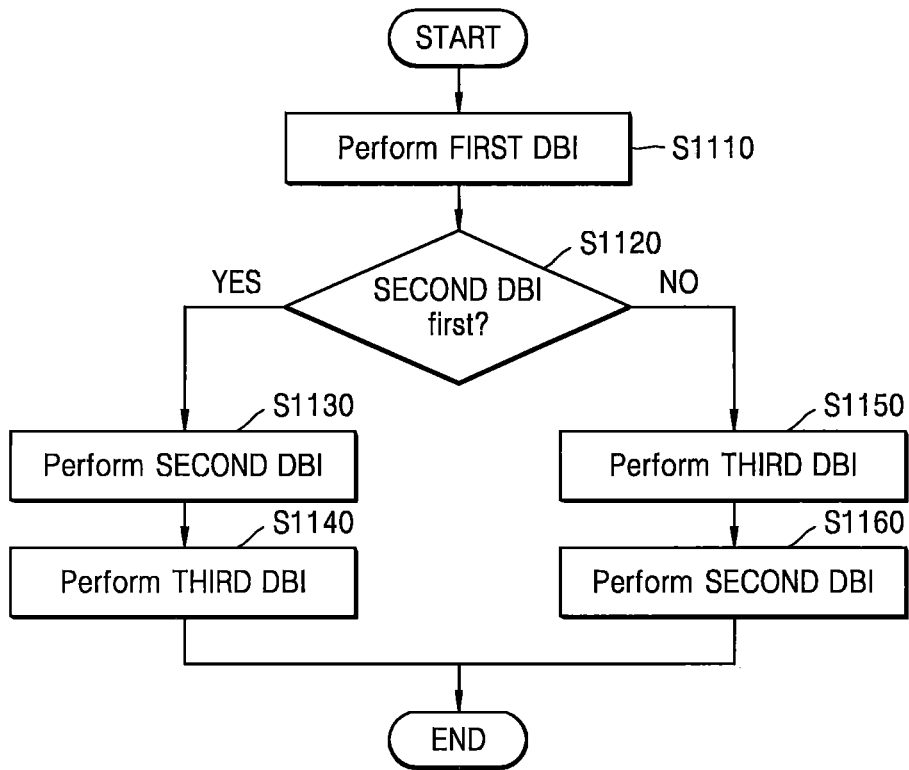 START
Perform FIRST DBI
S1110
S1120
SECOND DBI
first?
YES
NO
S1130
Perform SECOND DBI
S1140
Perform THIRD DBI
S1150
Perform THIRD DBI
S1160
Perform SECOND DBI
END